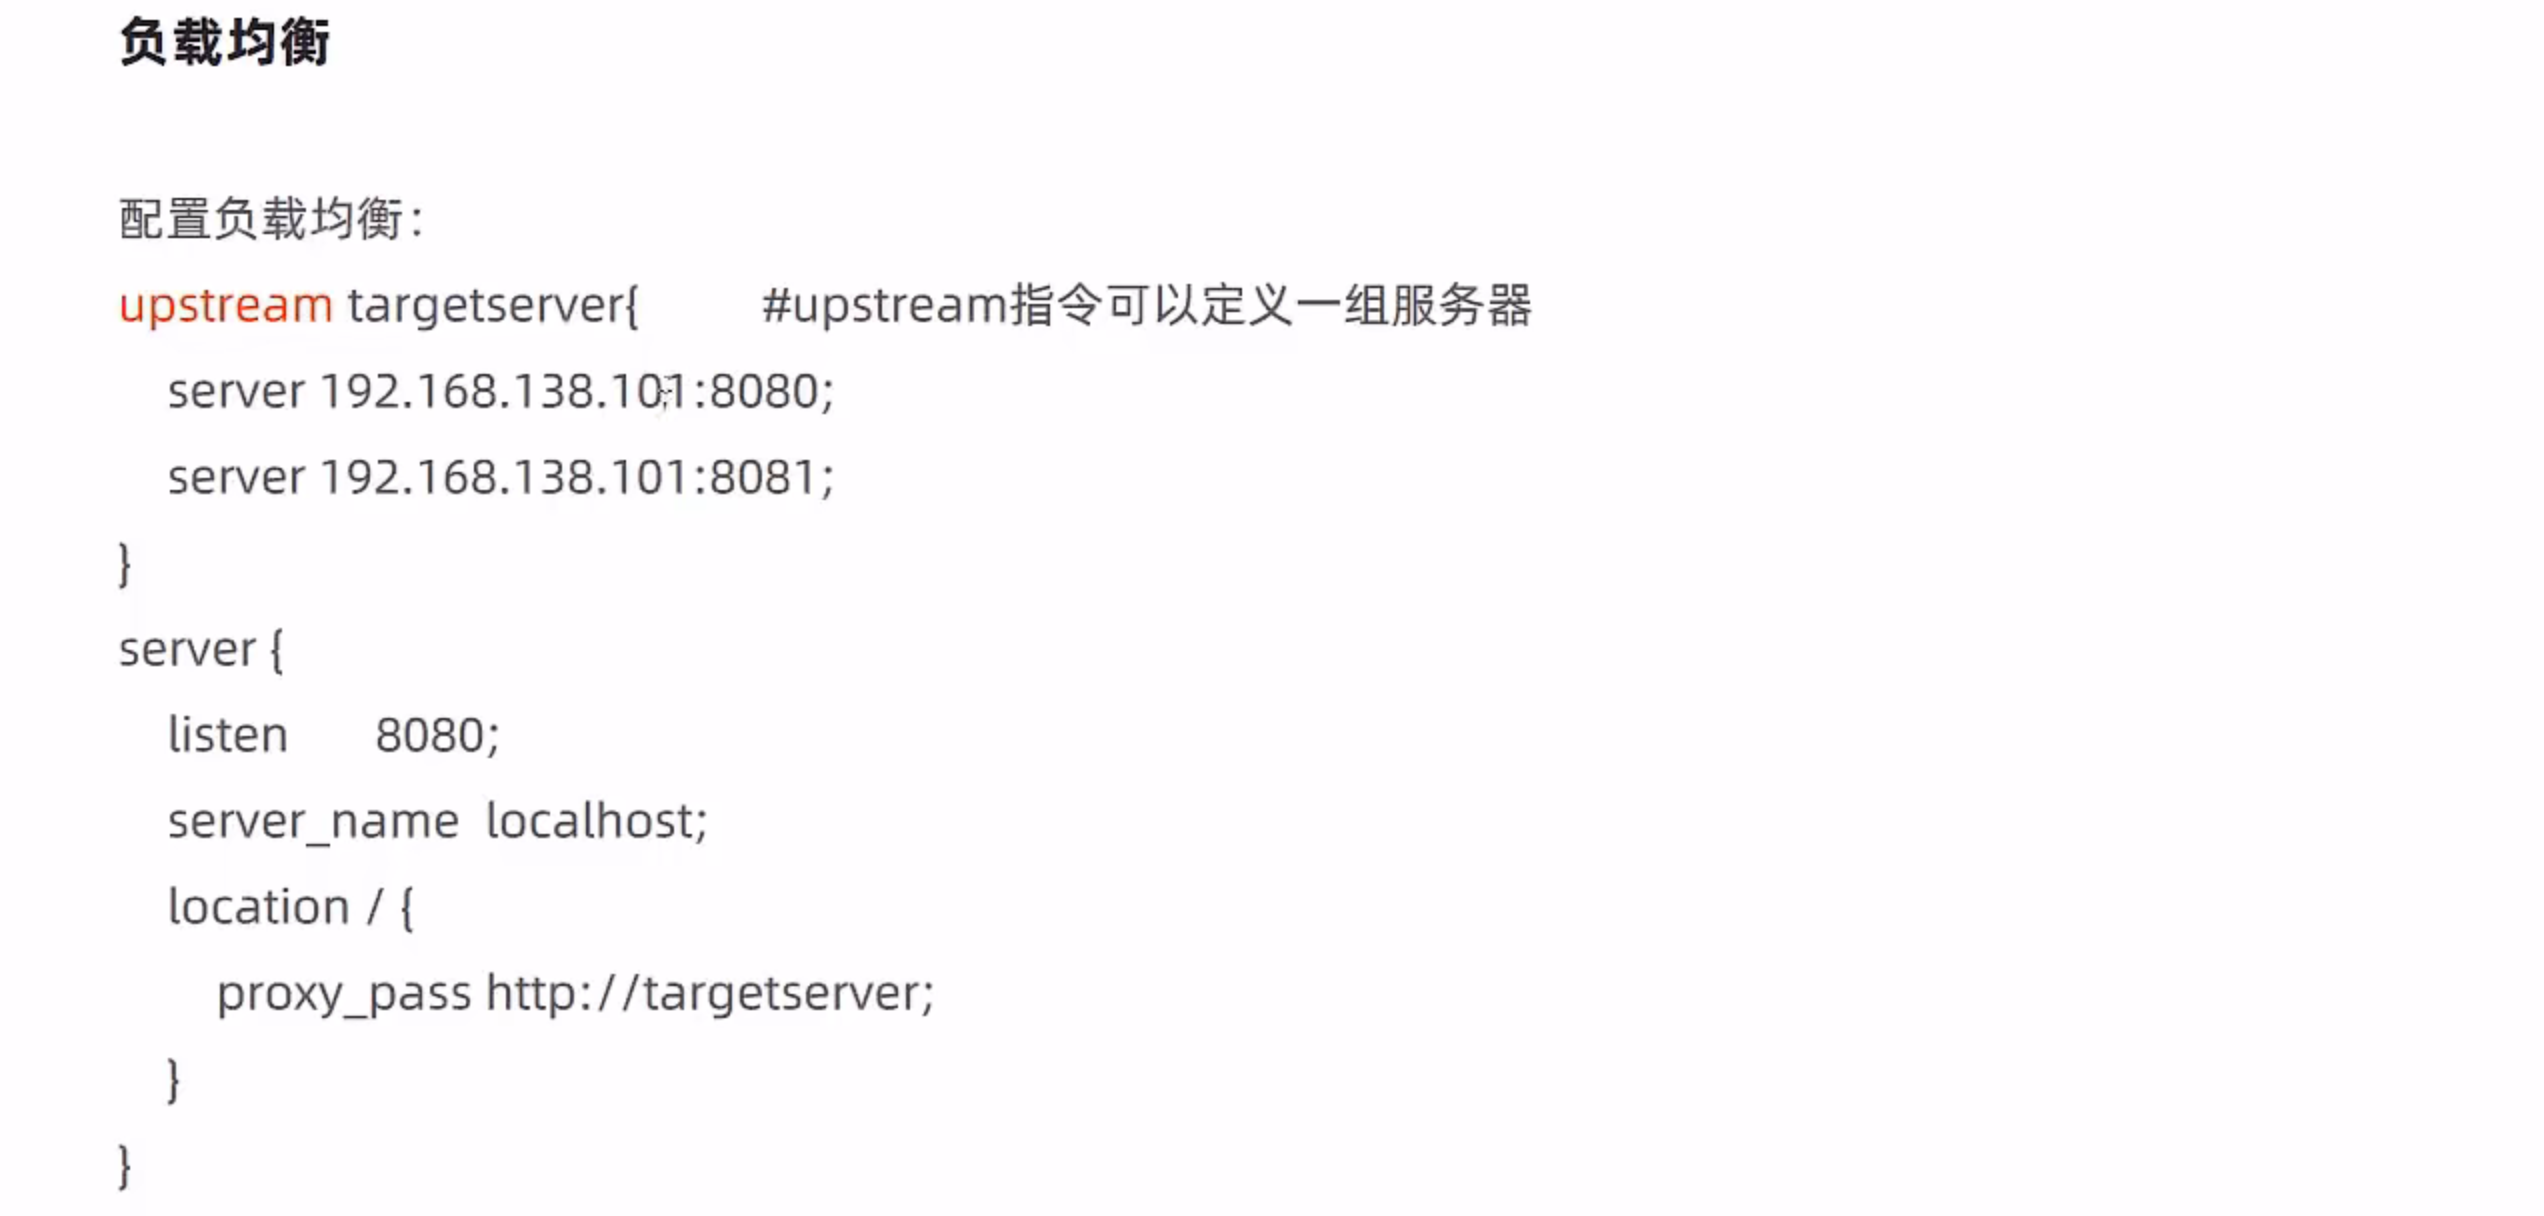 负载均衡
配置负载均衡：
upstream targetserver{ #upstream指令可以定义一组服务器
server 192.168.138.101:8080;
server 192.168.138.101:8081;
}
server {
listen 8080;
server_name localhost;
location / {
proxy_pass http://targetserver;
}
}